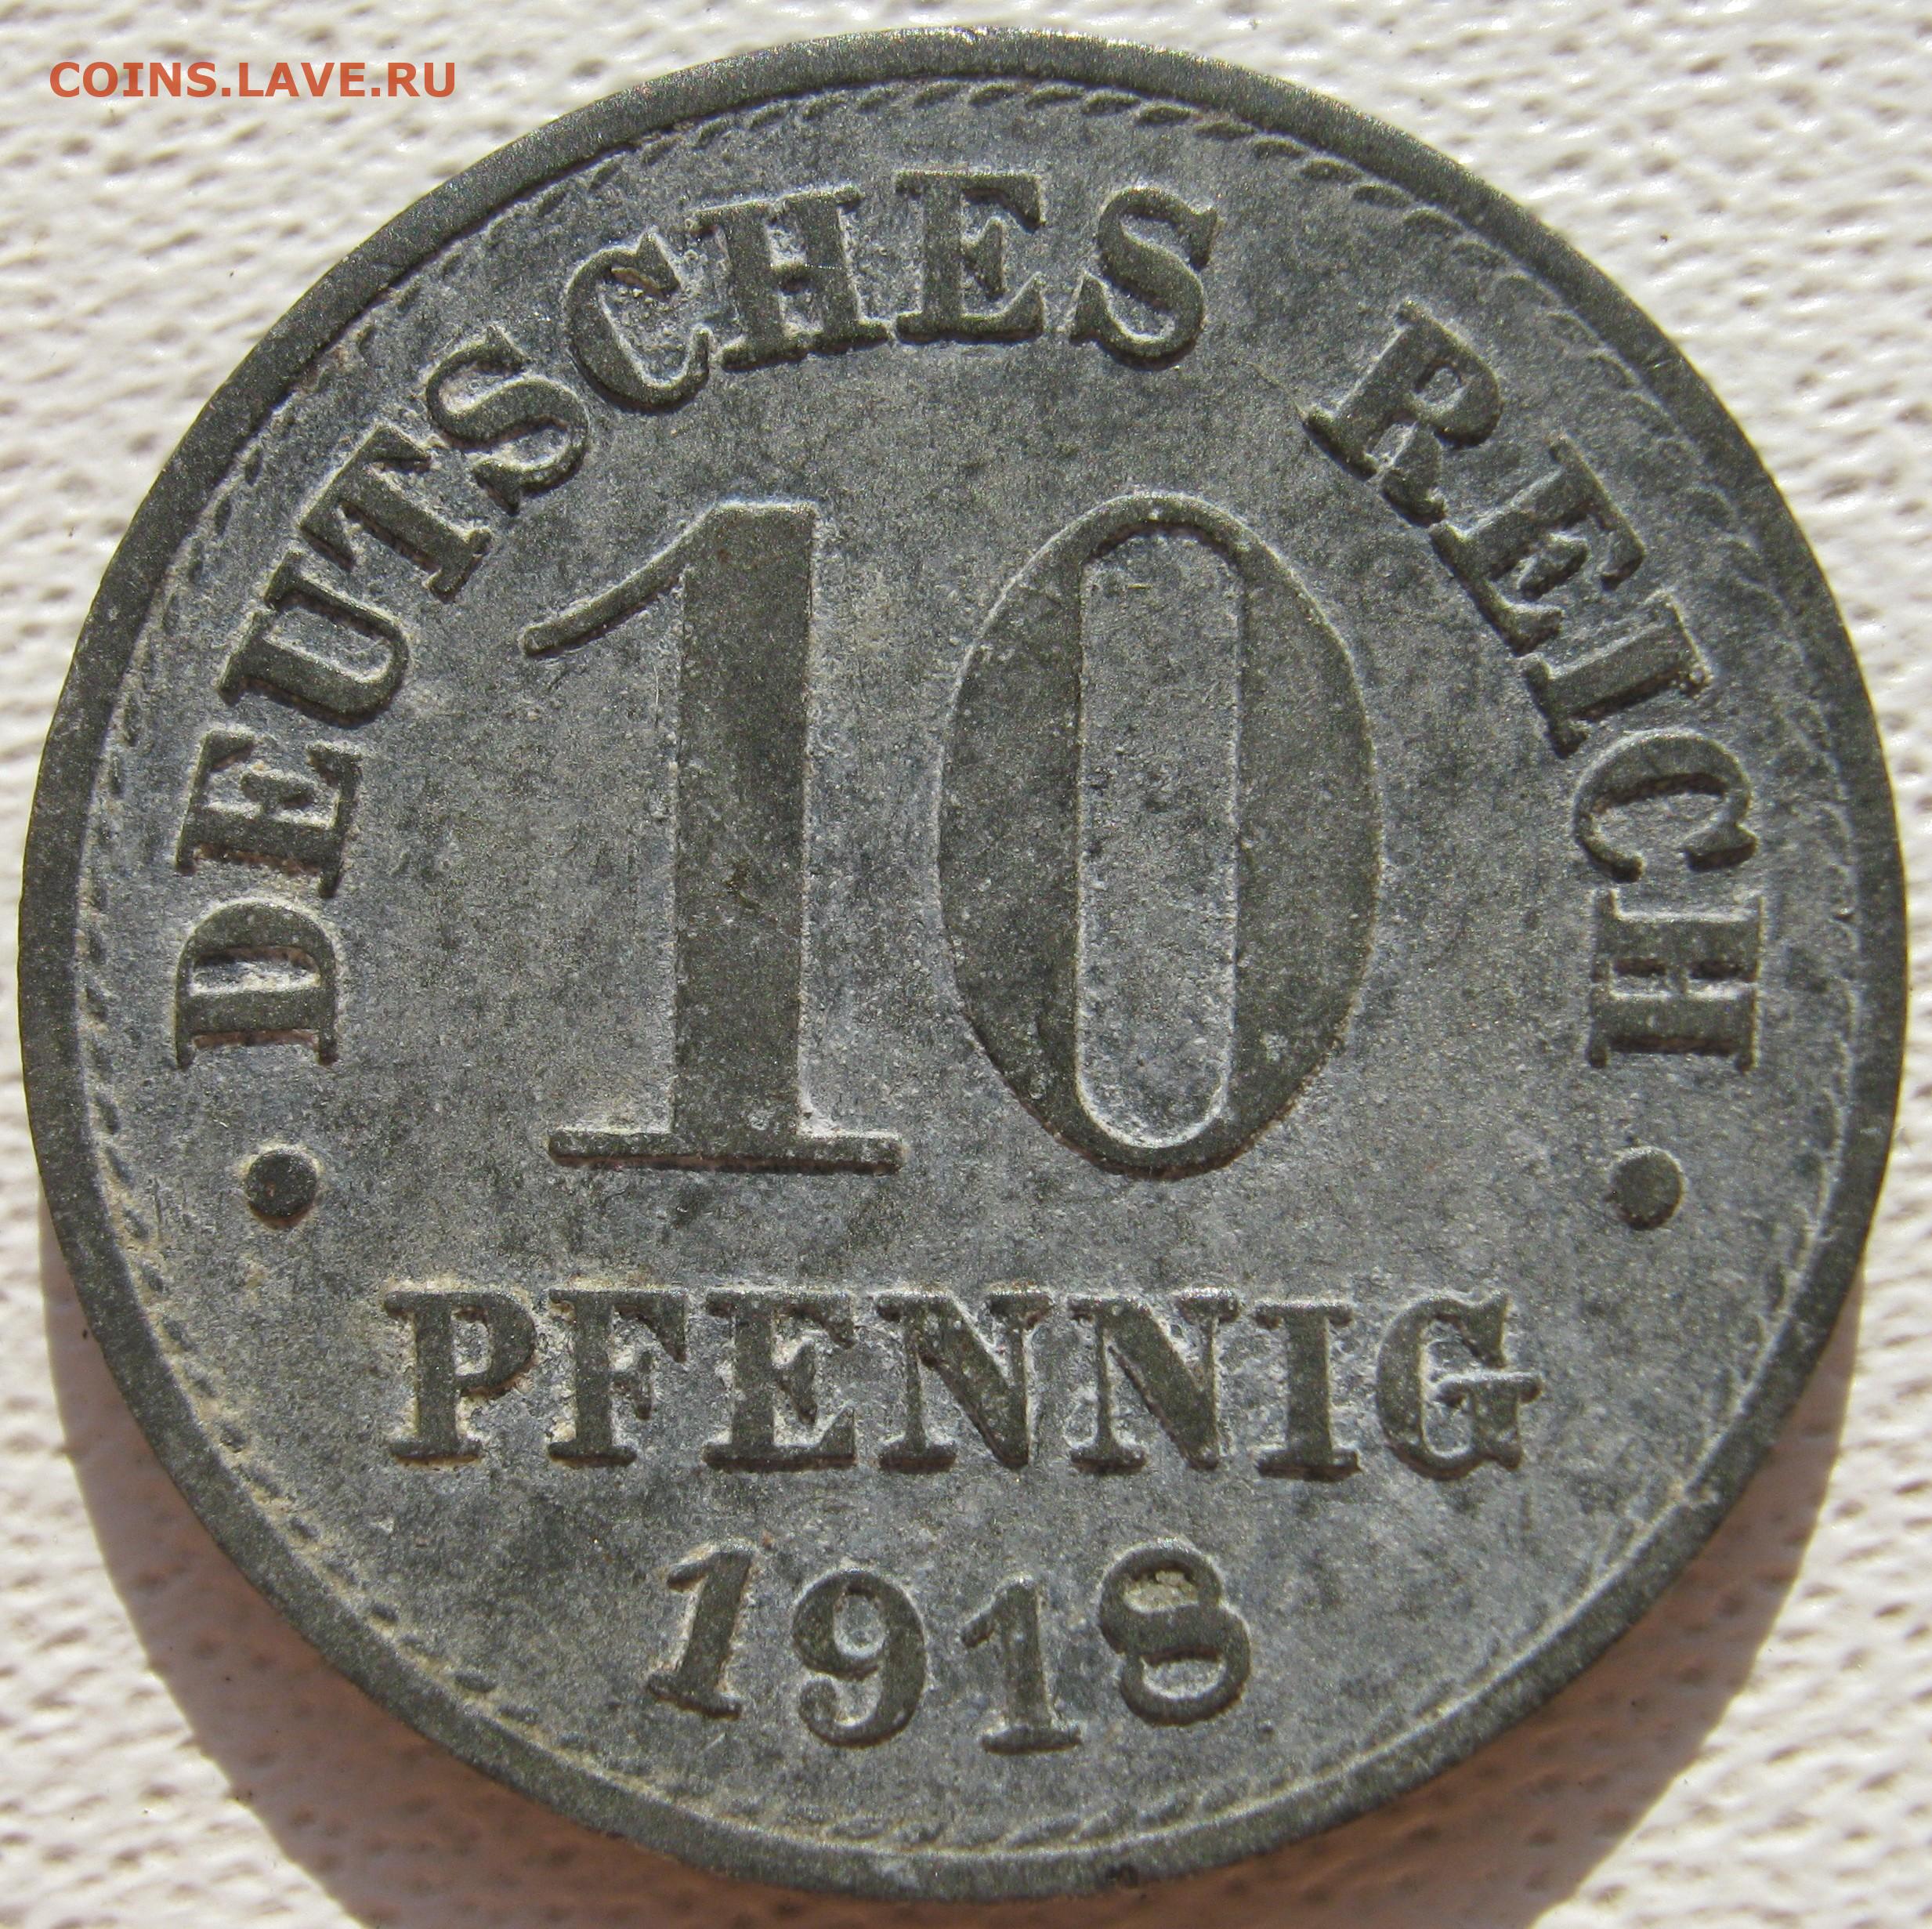 COINS.LAVE.RU
DEUTSCHES REICH
10
PFENNIG
1918